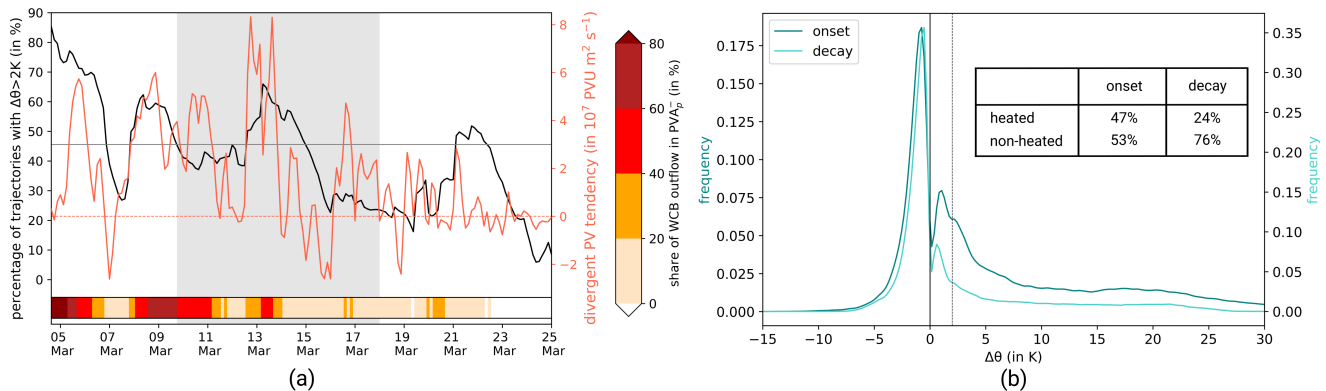 percentage of trajectories with Δθ>2K (in %)
90
80
70
60
50
40
30
20
10
0
05 Mar
07 Mar
09 Mar
11 Mar
13 Mar
15 Mar
17 Mar
19 Mar
21 Mar
23 Mar
25 Mar
8
6
4
2
0
−2
divergent PV tendency (in 10⁷ PVU m² s⁻¹)
80
60
40
20
0
share of WCB outflow in PVA⁻ₚ (in %)
(a)
frequency
0.175
0.150
0.125
0.100
0.075
0.050
0.025
0.000
onset
decay
onset decay
heated 47% 24%
non-heated 53% 76%
0.35
0.30
0.25
0.20
0.15
0.10
0.05
0.00
frequency
−15 −10 −5 0 5 10 15 20 25 30
Δθ (in K)
(b)